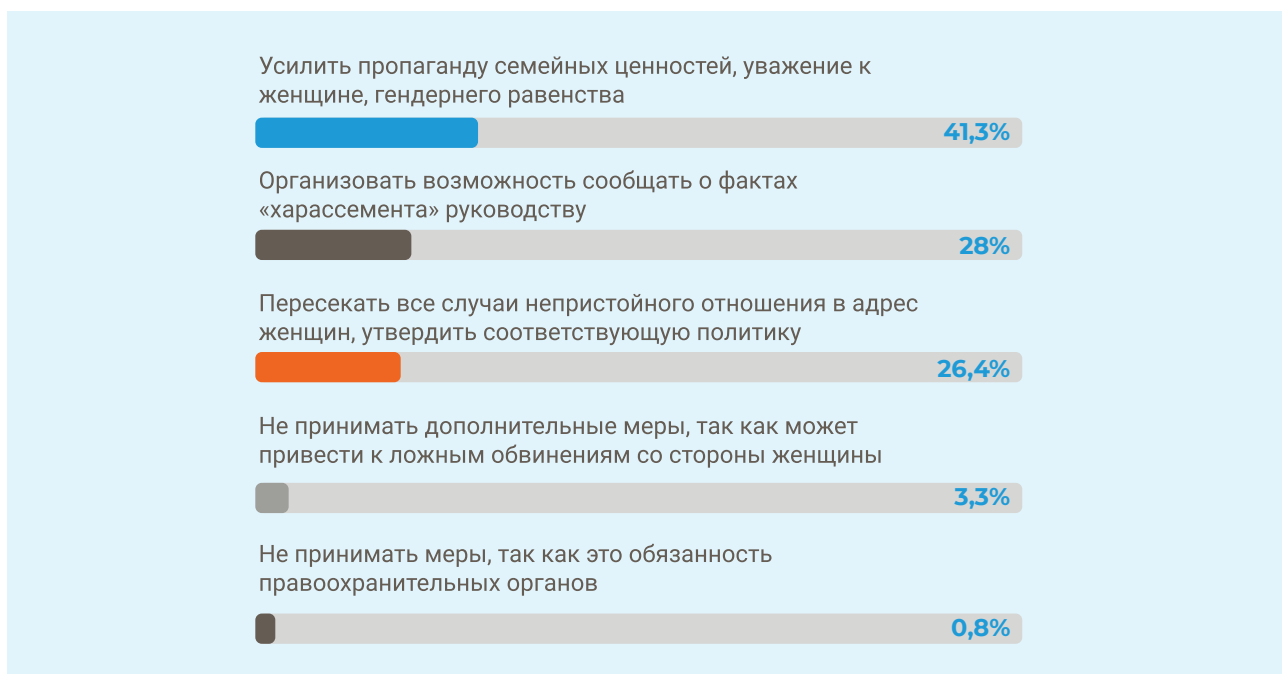 Усилить пропаганду семейных ценностей, уважение к
женщине, гендернего равенства
41,3%
Организовать возможность сообщать о фактах
«харассемента» руководству
28%
Пересекать все случаи непристойного отношения в адрес
женщин, утвердить соответствующую политику
26,4%
Не принимать дополнительные меры, так как может
привести к ложным обвинениям со стороны женщины
3,3%
Не принимать меры, так как это обязанность
правоохранительных органов
0,8%